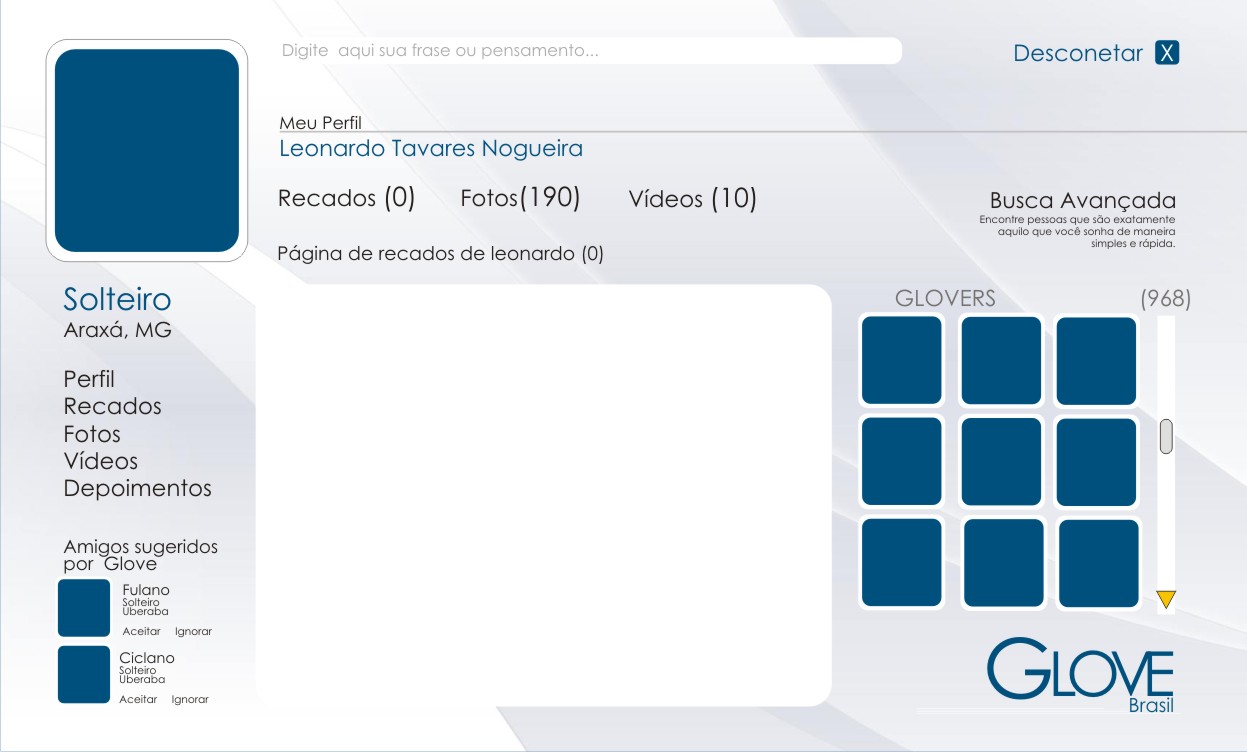 Digite  aqui sua frase ou pensamento...
Desconetar X
Meu Perfil
Leonardo Tavares Nogueira
Recados (0) Fotos(190) Vídeos (10)
Busca Avançada
Encontre pessoas que são exatamente
aquilo que você sonha de maneira
simples e rápida.
Página de recados de leonardo (0)
Solteiro
Araxá, MG
Perfil
Recados
Fotos
Vídeos
Depoimentos
Amigos sugeridos
por  Glove
Fulano
Solteiro
Uberaba
Aceitar Ignorar
Ciclano
Solteiro
Uberaba
Aceitar Ignorar
GLOVERS (968)
GLOVE
Brasil